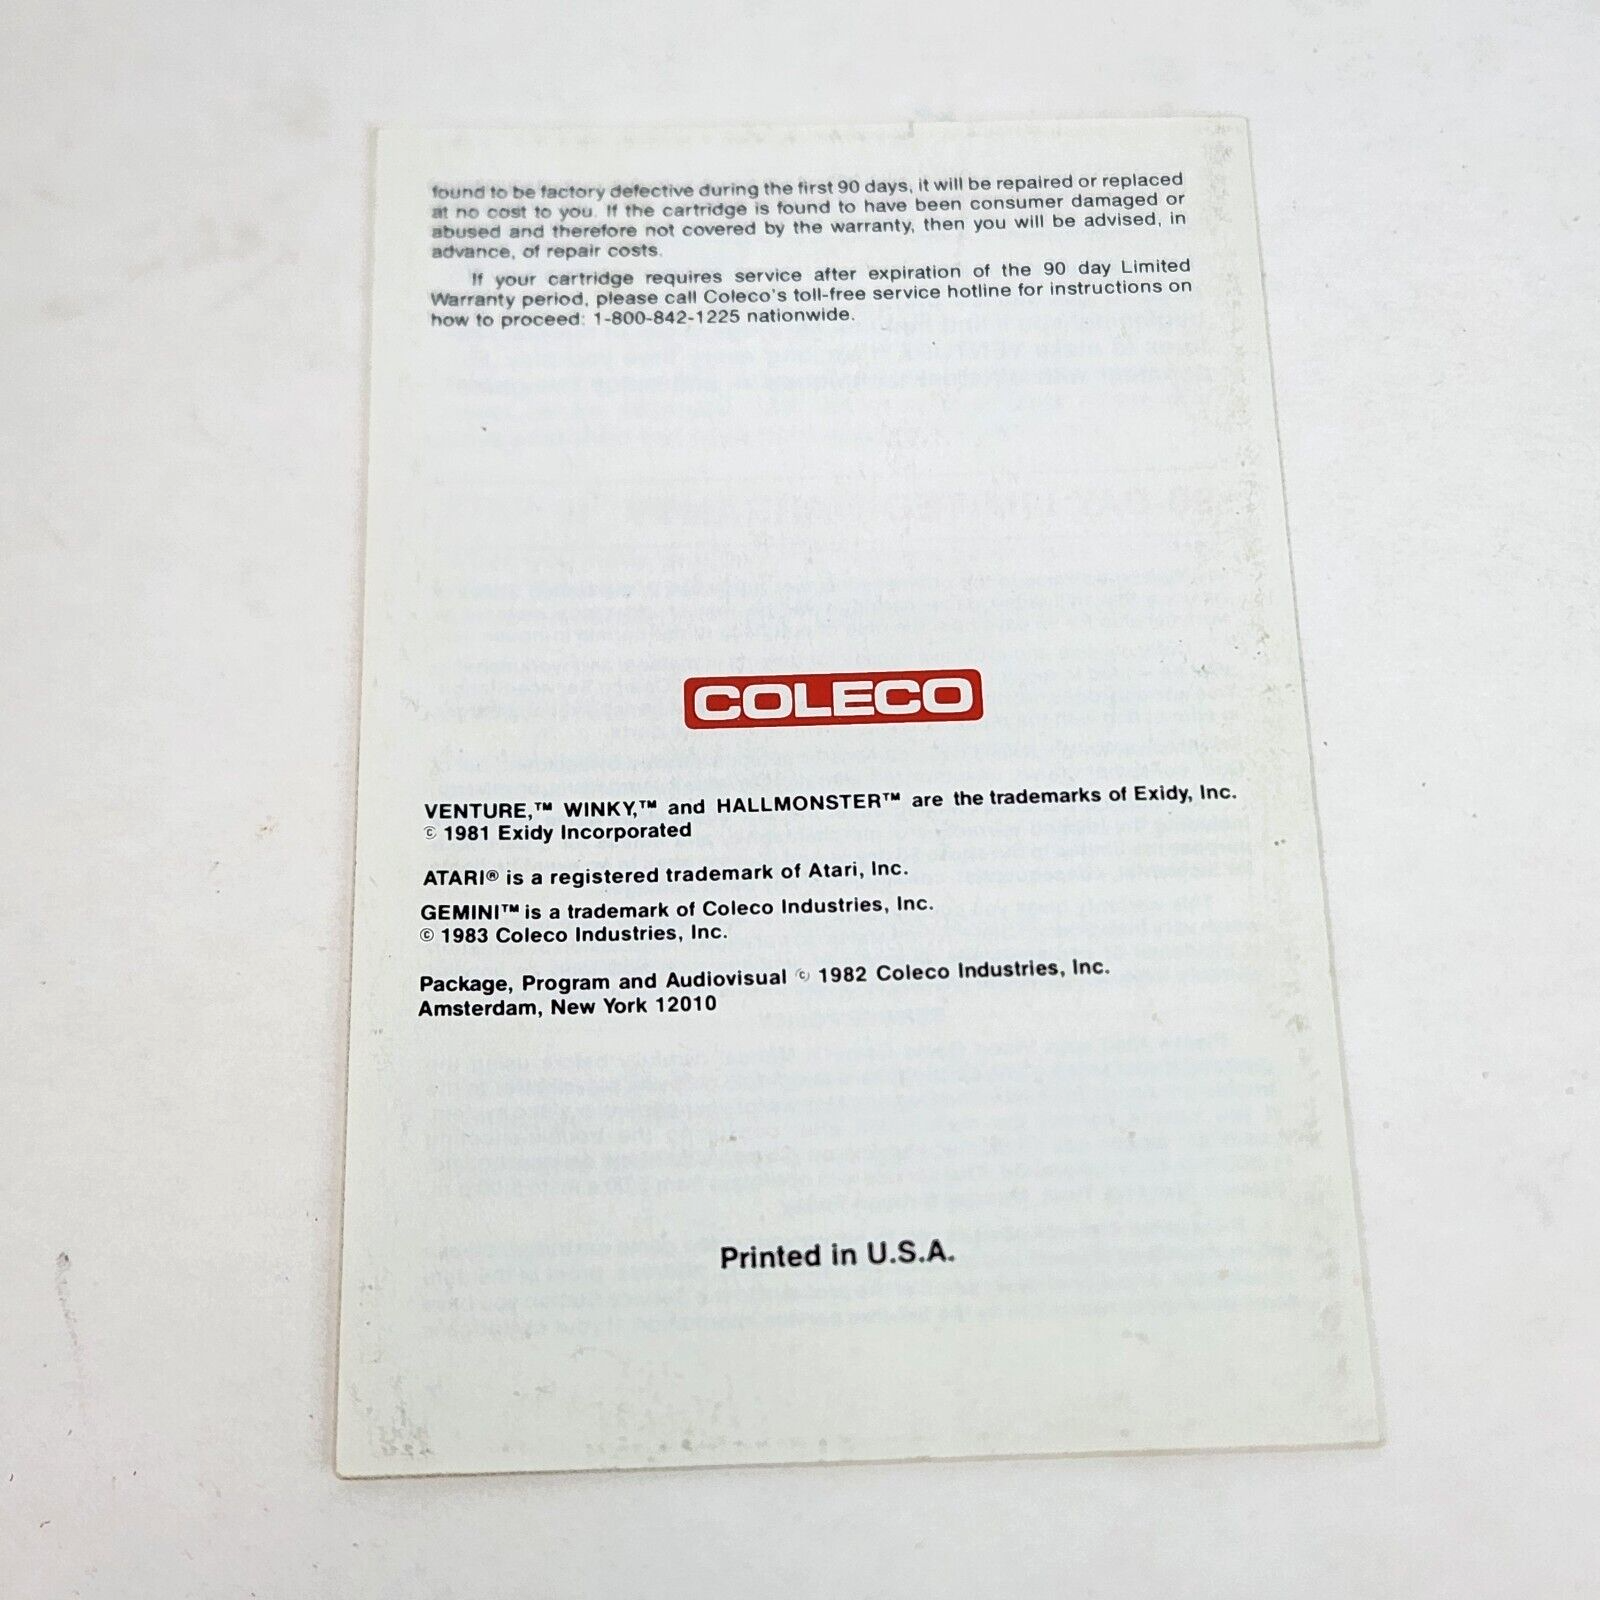 found to be factory defective during the first 90 days, it will be repaired or replaced
at no cost to you. If the cartridge is found to have been consumer damaged or
abused and therefore not covered by the warranty, then you will be advised, in
advance, of repair costs.
If your cartridge requires service after expiration of the 90 day Limited
Warranty period, please call Coleco's toll-free service hotline for instructions on
how to proceed: 1-800-842-1225 nationwide.
COLECO
VENTURE,™ WINKY,™ and HALLMONSTER™ are the trademarks of Exidy, Inc.
© 1981 Exidy Incorporated
ATARI® is a registered trademark of Atari, Inc.
GEMINI™ is a trademark of Coleco Industries, Inc.
© 1983 Coleco Industries, Inc.
Package, Program and Audiovisual © 1982 Coleco Industries, Inc.
Amsterdam, New York 12010
Printed in U.S.A.